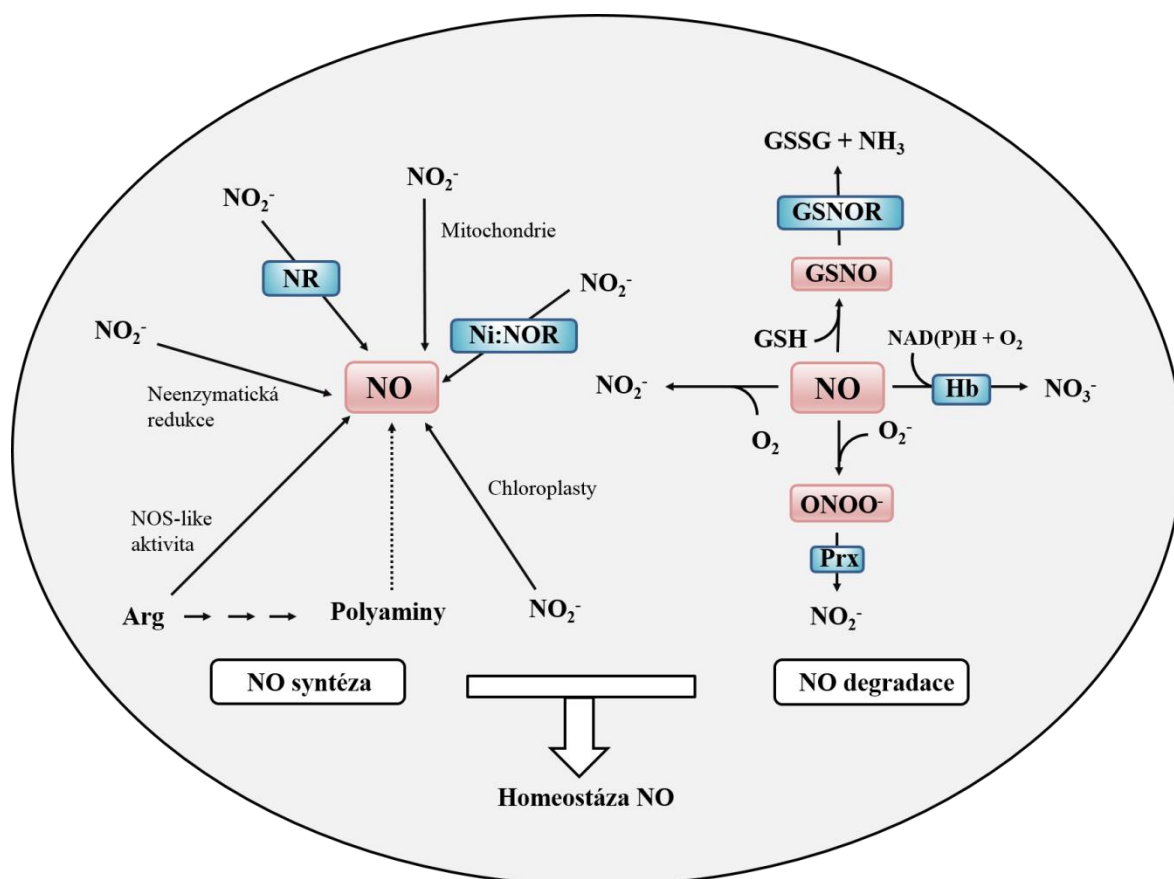 NO₂⁻
NR
NO₂⁻
Mitochondrie
NO₂⁻
Ni:NOR
NO₂⁻
Neenzymatická
redukce
NO
NOS-like
aktivita
Arg
Polyaminy
Chloroplasty
NO₂⁻
NO syntéza
GSSG + NH₃
GSNOR
GSNO
GSH
NAD(P)H + O₂
NO₂⁻
NO
Hb
NO₃⁻
O₂
O₂⁻
ONOO⁻
Prx
NO₂⁻
NO degradace
Homeostáza NO